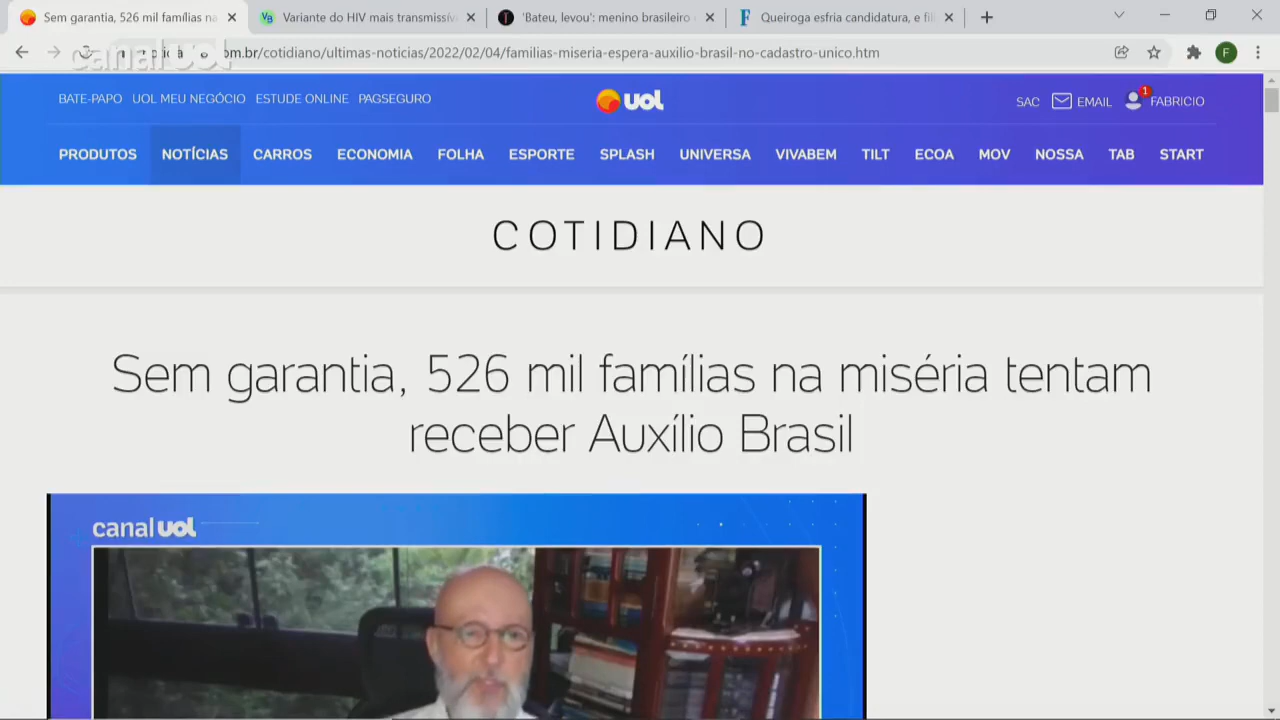 Sem garantia, 526 mil famílias na
Variante do HIV mais transmissív
'Bateu, levou': menino brasileiro
Queiroga esfria candidatura, e fil
om.br/cotidiano/ultimas-noticias/2022/02/04/familias-miseria-espera-auxilio-brasil-no-cadastro-unico.htm
canal uol
BATE-PAPO UOL MEU NEGÓCIO ESTUDE ONLINE PAGSEGURO
uol
SAC EMAIL 1 FABRICIO
PRODUTOS NOTÍCIAS CARROS ECONOMIA FOLHA ESPORTE SPLASH UNIVERSA VIVABEM TILT ECOA MOV NOSSA TAB START
COTIDIANO
Sem garantia, 526 mil famílias na miséria tentam
receber Auxílio Brasil
canal uol